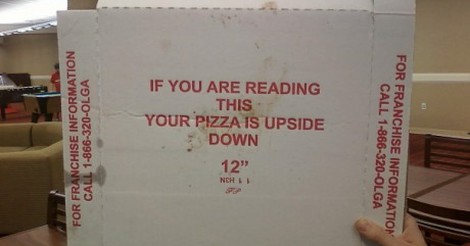 FOR FRANCHISE INFORMATION
CALL 1-866-320-OLGA
IF YOU ARE READING
THIS
YOUR PIZZA IS UPSIDE
DOWN
12"
FOR FRANCHISE INFORMATION
CALL 1-866-320-OLGA